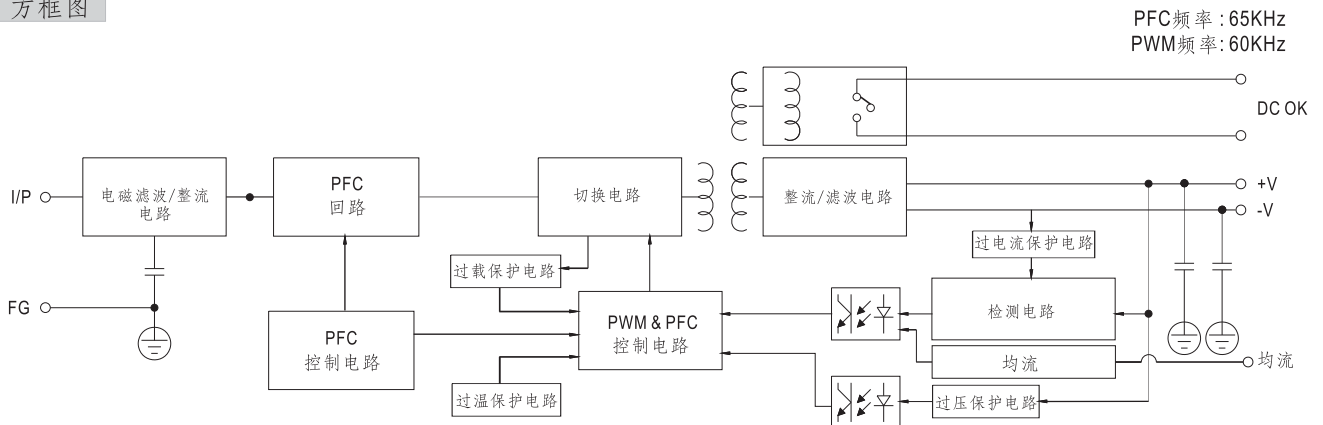 方框图
PFC频率：65KHz
PWM频率：60KHz
DC OK
I/P
电磁滤波/整流
电路
PFC
回路
切换电路
整流/滤波电路
+V
-V
过电流保护电路
过载保护电路
FG
PFC
控制电路
PWM & PFC
控制电路
检测电路
均流
均流
过温保护电路
过压保护电路